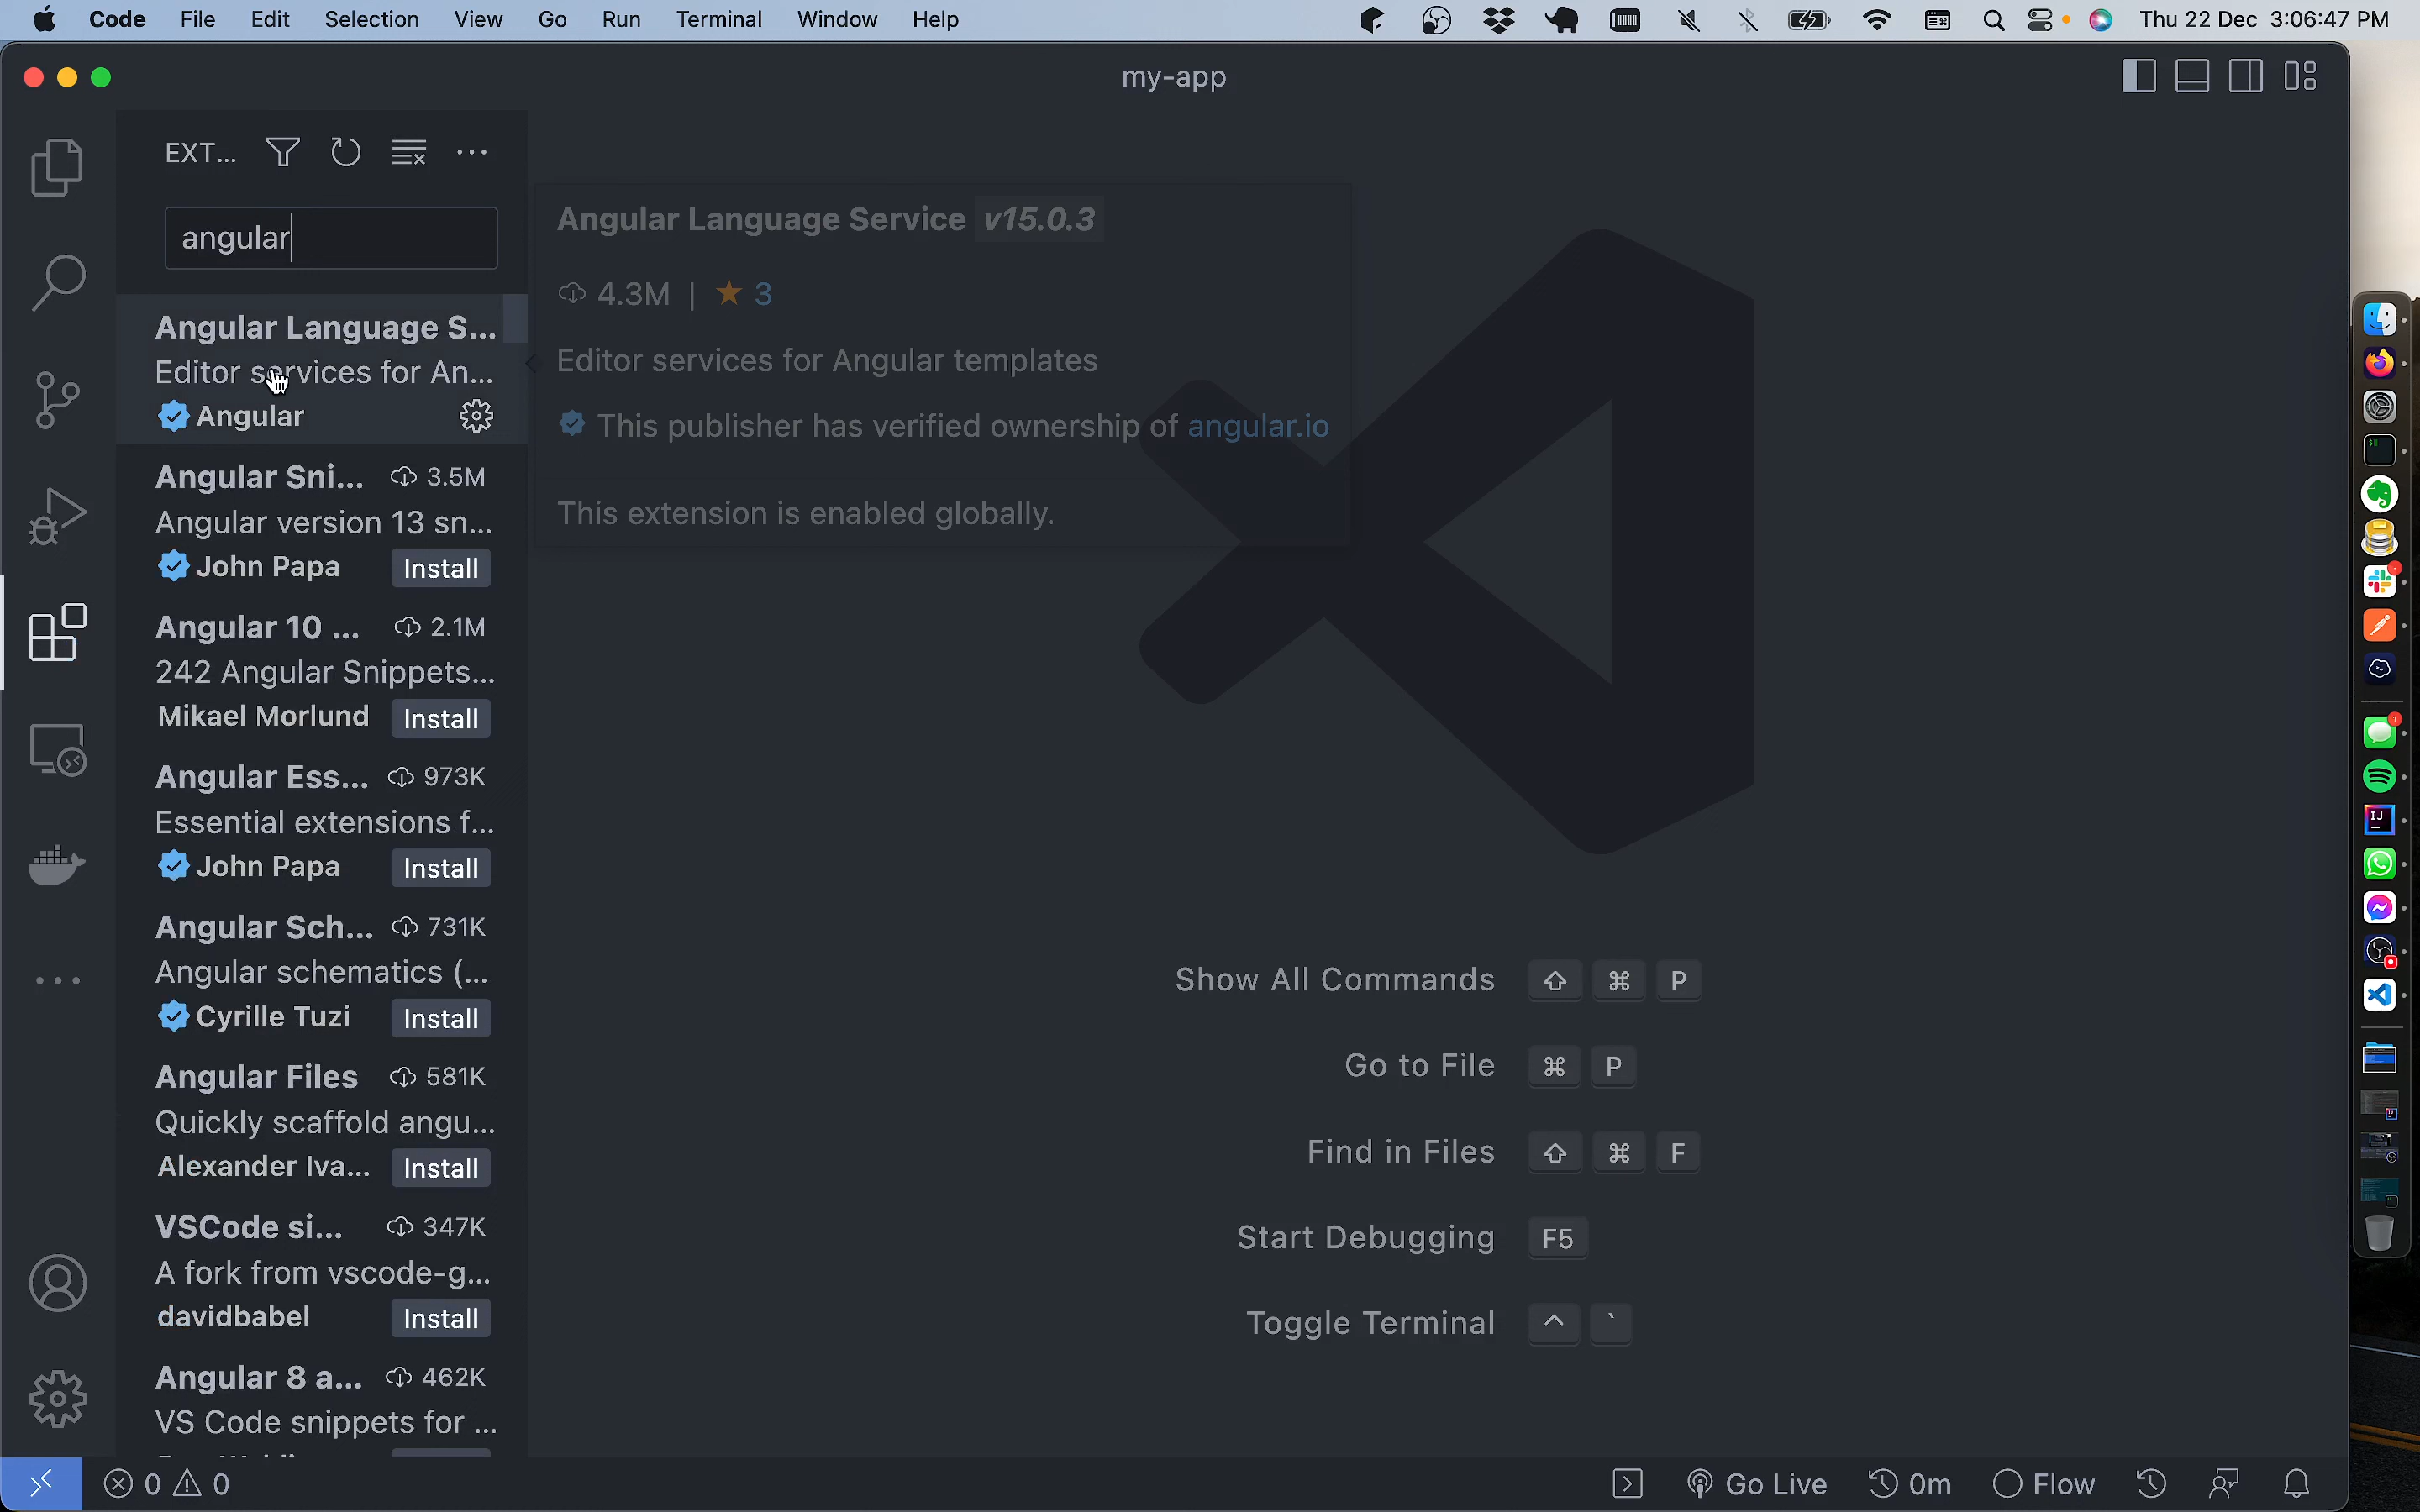 Code File Edit Selection View Go Run Terminal Window Help Thu 22 Dec 3:06:47 PM
my-app
EXT...
angular
Angular Language S...
Editor services for An...
Angular
Angular Sni... 3.5M
Angular version 13 sn...
John Papa Install
Angular 10 ... 2.1M
242 Angular Snippets...
Mikael Morlund Install
Angular Ess... 973K
Essential extensions f...
John Papa Install
Angular Sch... 731K
Angular schematics (...
Cyrille Tuzi Install
Angular Files 581K
Quickly scaffold angu...
Alexander Iva... Install
VSCode si... 347K
A fork from vscode-g...
davidbabel Install
Angular 8 a... 462K
VS Code snippets for ...
Angular Language Service v15.0.3
4.3M | ★ 3
Editor services for Angular templates
This publisher has verified ownership of angular.io
This extension is enabled globally.
Show All Commands ⇧ ⌘ P
Go to File ⌘ P
Find in Files ⇧ ⌘ F
Start Debugging F5
Toggle Terminal ^ `
0 0 Go Live 0m Flow